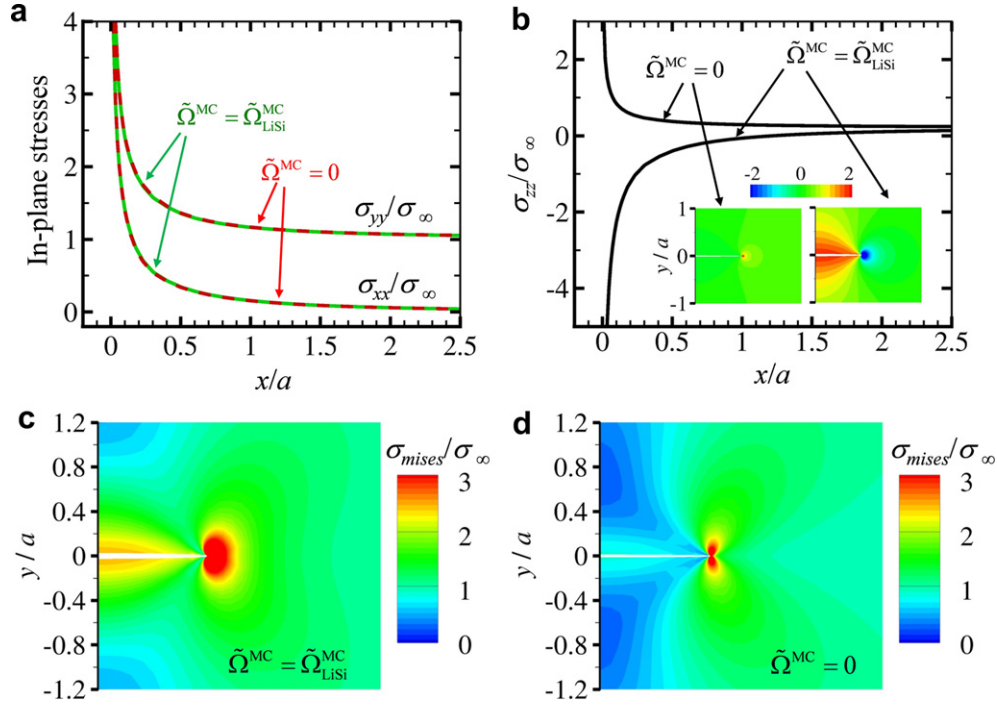 a
4
3
2
1
0
In-plane stresses
Ω̃^MC = Ω̃^MC_LiSi
Ω̃^MC = 0
σ_yy/σ_∞
σ_xx/σ_∞
0 0.5 1 1.5 2 2.5
x/a
b
2
0
-2
-4
σ_zz/σ_∞
Ω̃^MC = 0
Ω̃^MC = Ω̃^MC_LiSi
-2 0 2
1
0
-1
y/a
0 0.5 1 1.5 2 2.5
x/a
c
1.2
0.8
0.4
0
-0.4
-0.8
-1.2
y/a
Ω̃^MC = Ω̃^MC_LiSi
σ_mises/σ_∞
3
2
1
0
d
1.2
0.8
0.4
0
-0.4
-0.8
-1.2
y/a
Ω̃^MC = 0
σ_mises/σ_∞
3
2
1
0